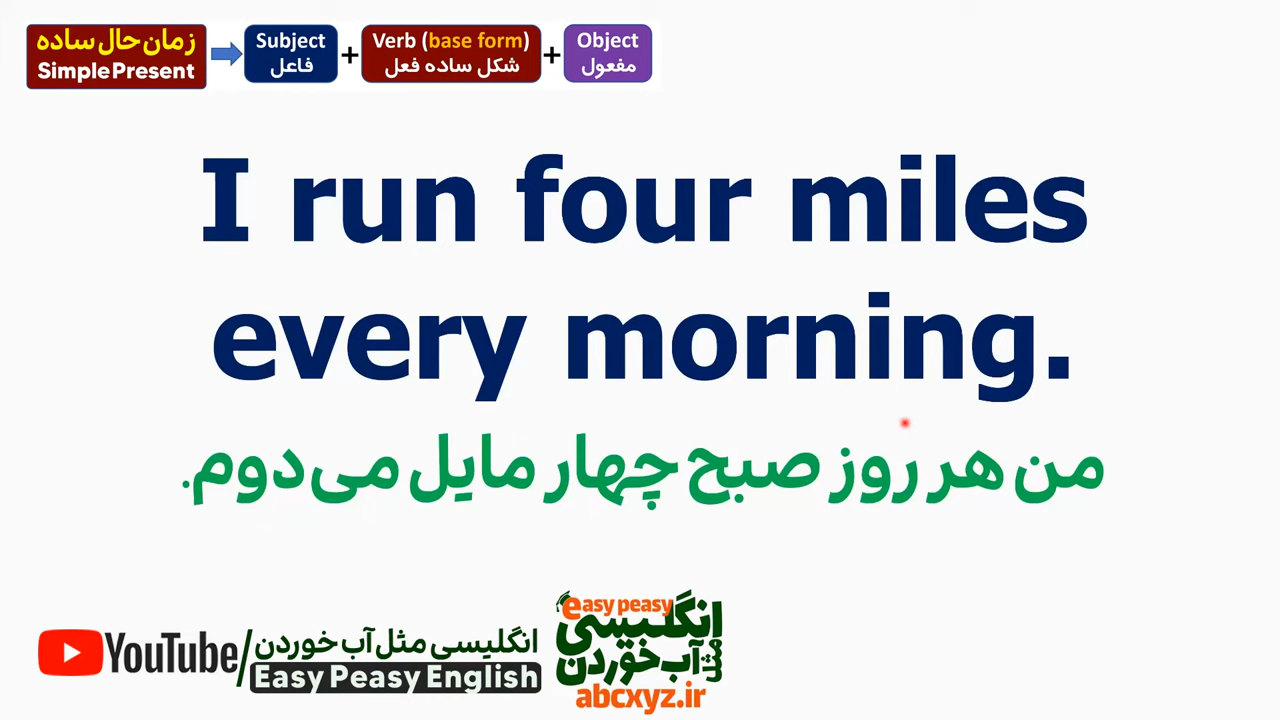 زمان حال ساده
Simple Present
Subject
فاعل
+
Verb (base form)
شکل ساده فعل
+
Object
مفعول
I run four miles
every morning.
من هر روز صبح چهار مایل می‌دوم.
YouTube/
انگلیسی مثل آب خوردن
Easy Peasy English
easy peasy
انگلیسی
مثل
آب خوردن
abcxyz.ir